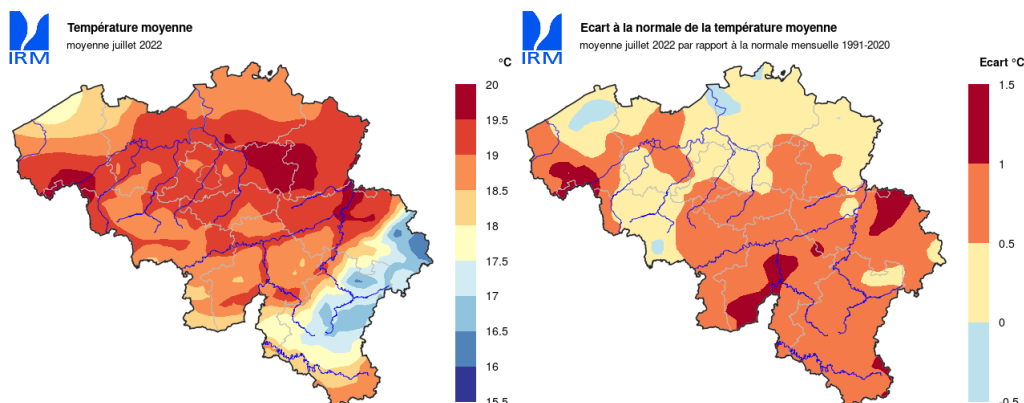 IRM
Température moyenne
moyenne juillet 2022
°C
20
19.5
19
18.5
18
17.5
17
16.5
16
15.5
IRM
Ecart à la normale de la température moyenne
moyenne juillet 2022 par rapport à la normale mensuelle 1991-2020
Ecart °C
1.5
1
0.5
0
-0.5